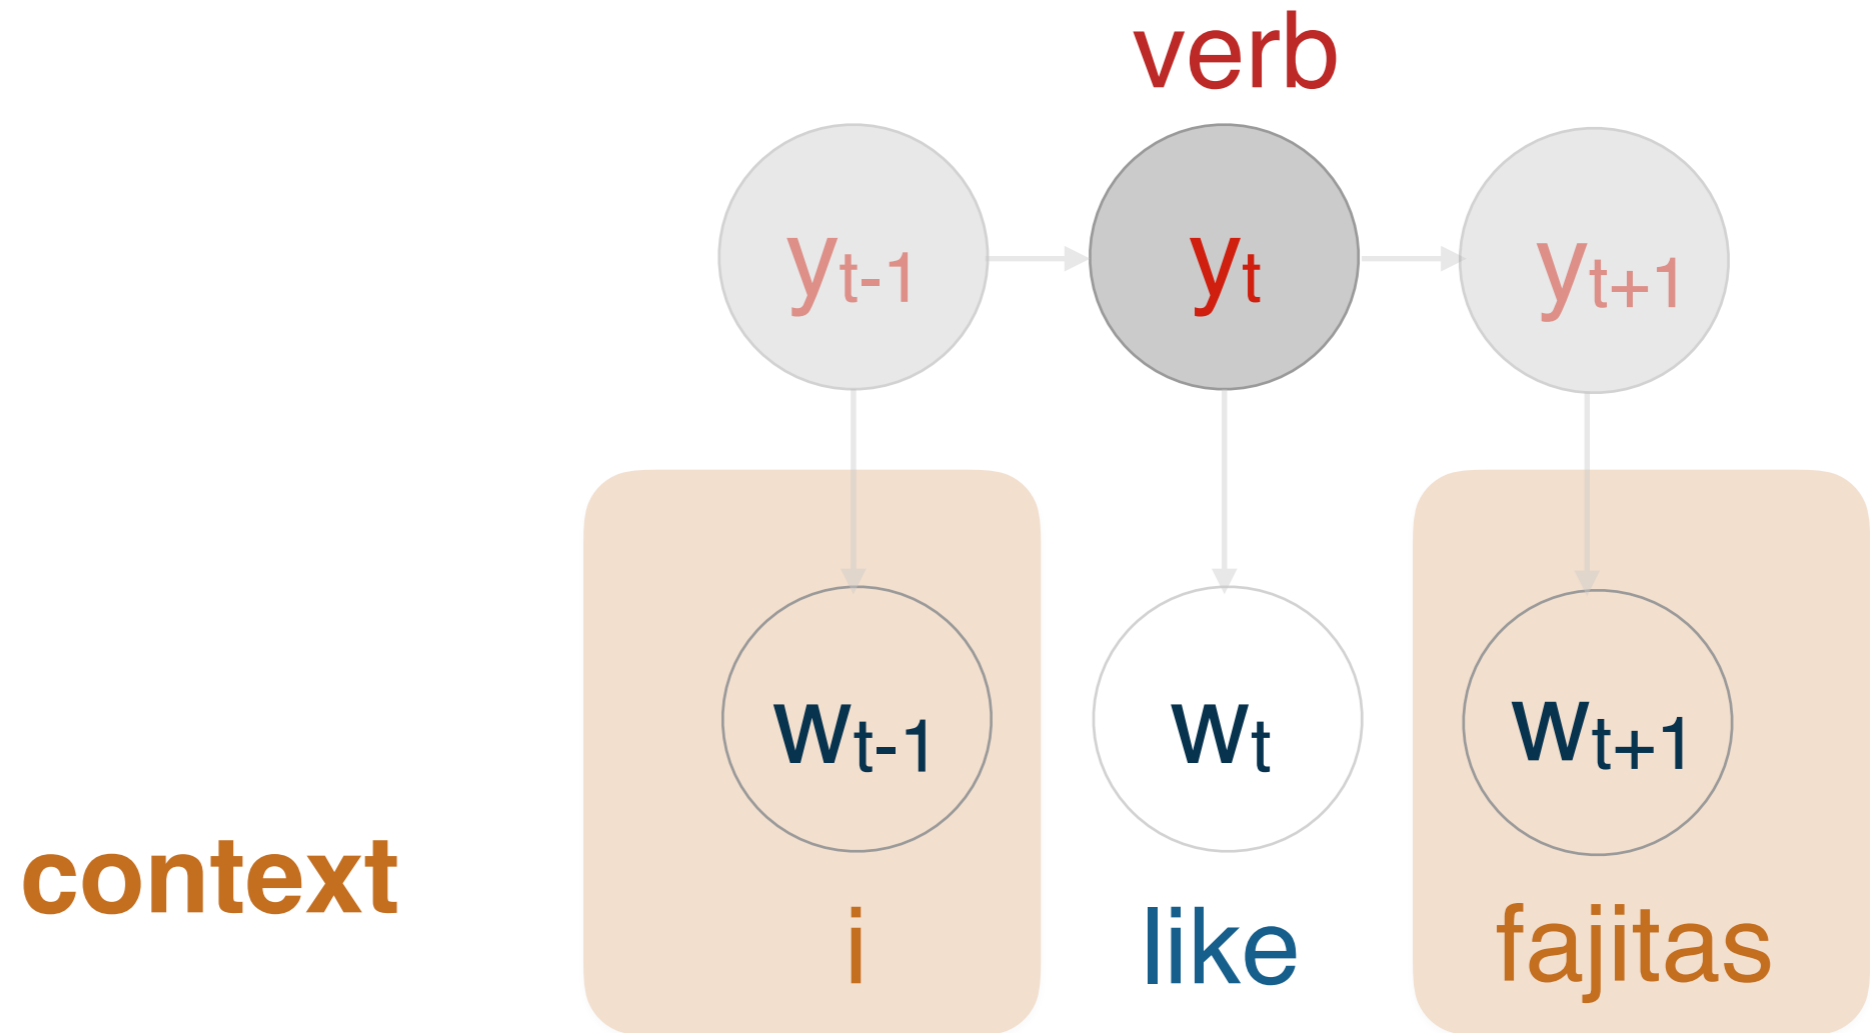 verb
yt-1 yt yt+1
wt-1 wt wt+1
context
i like fajitas